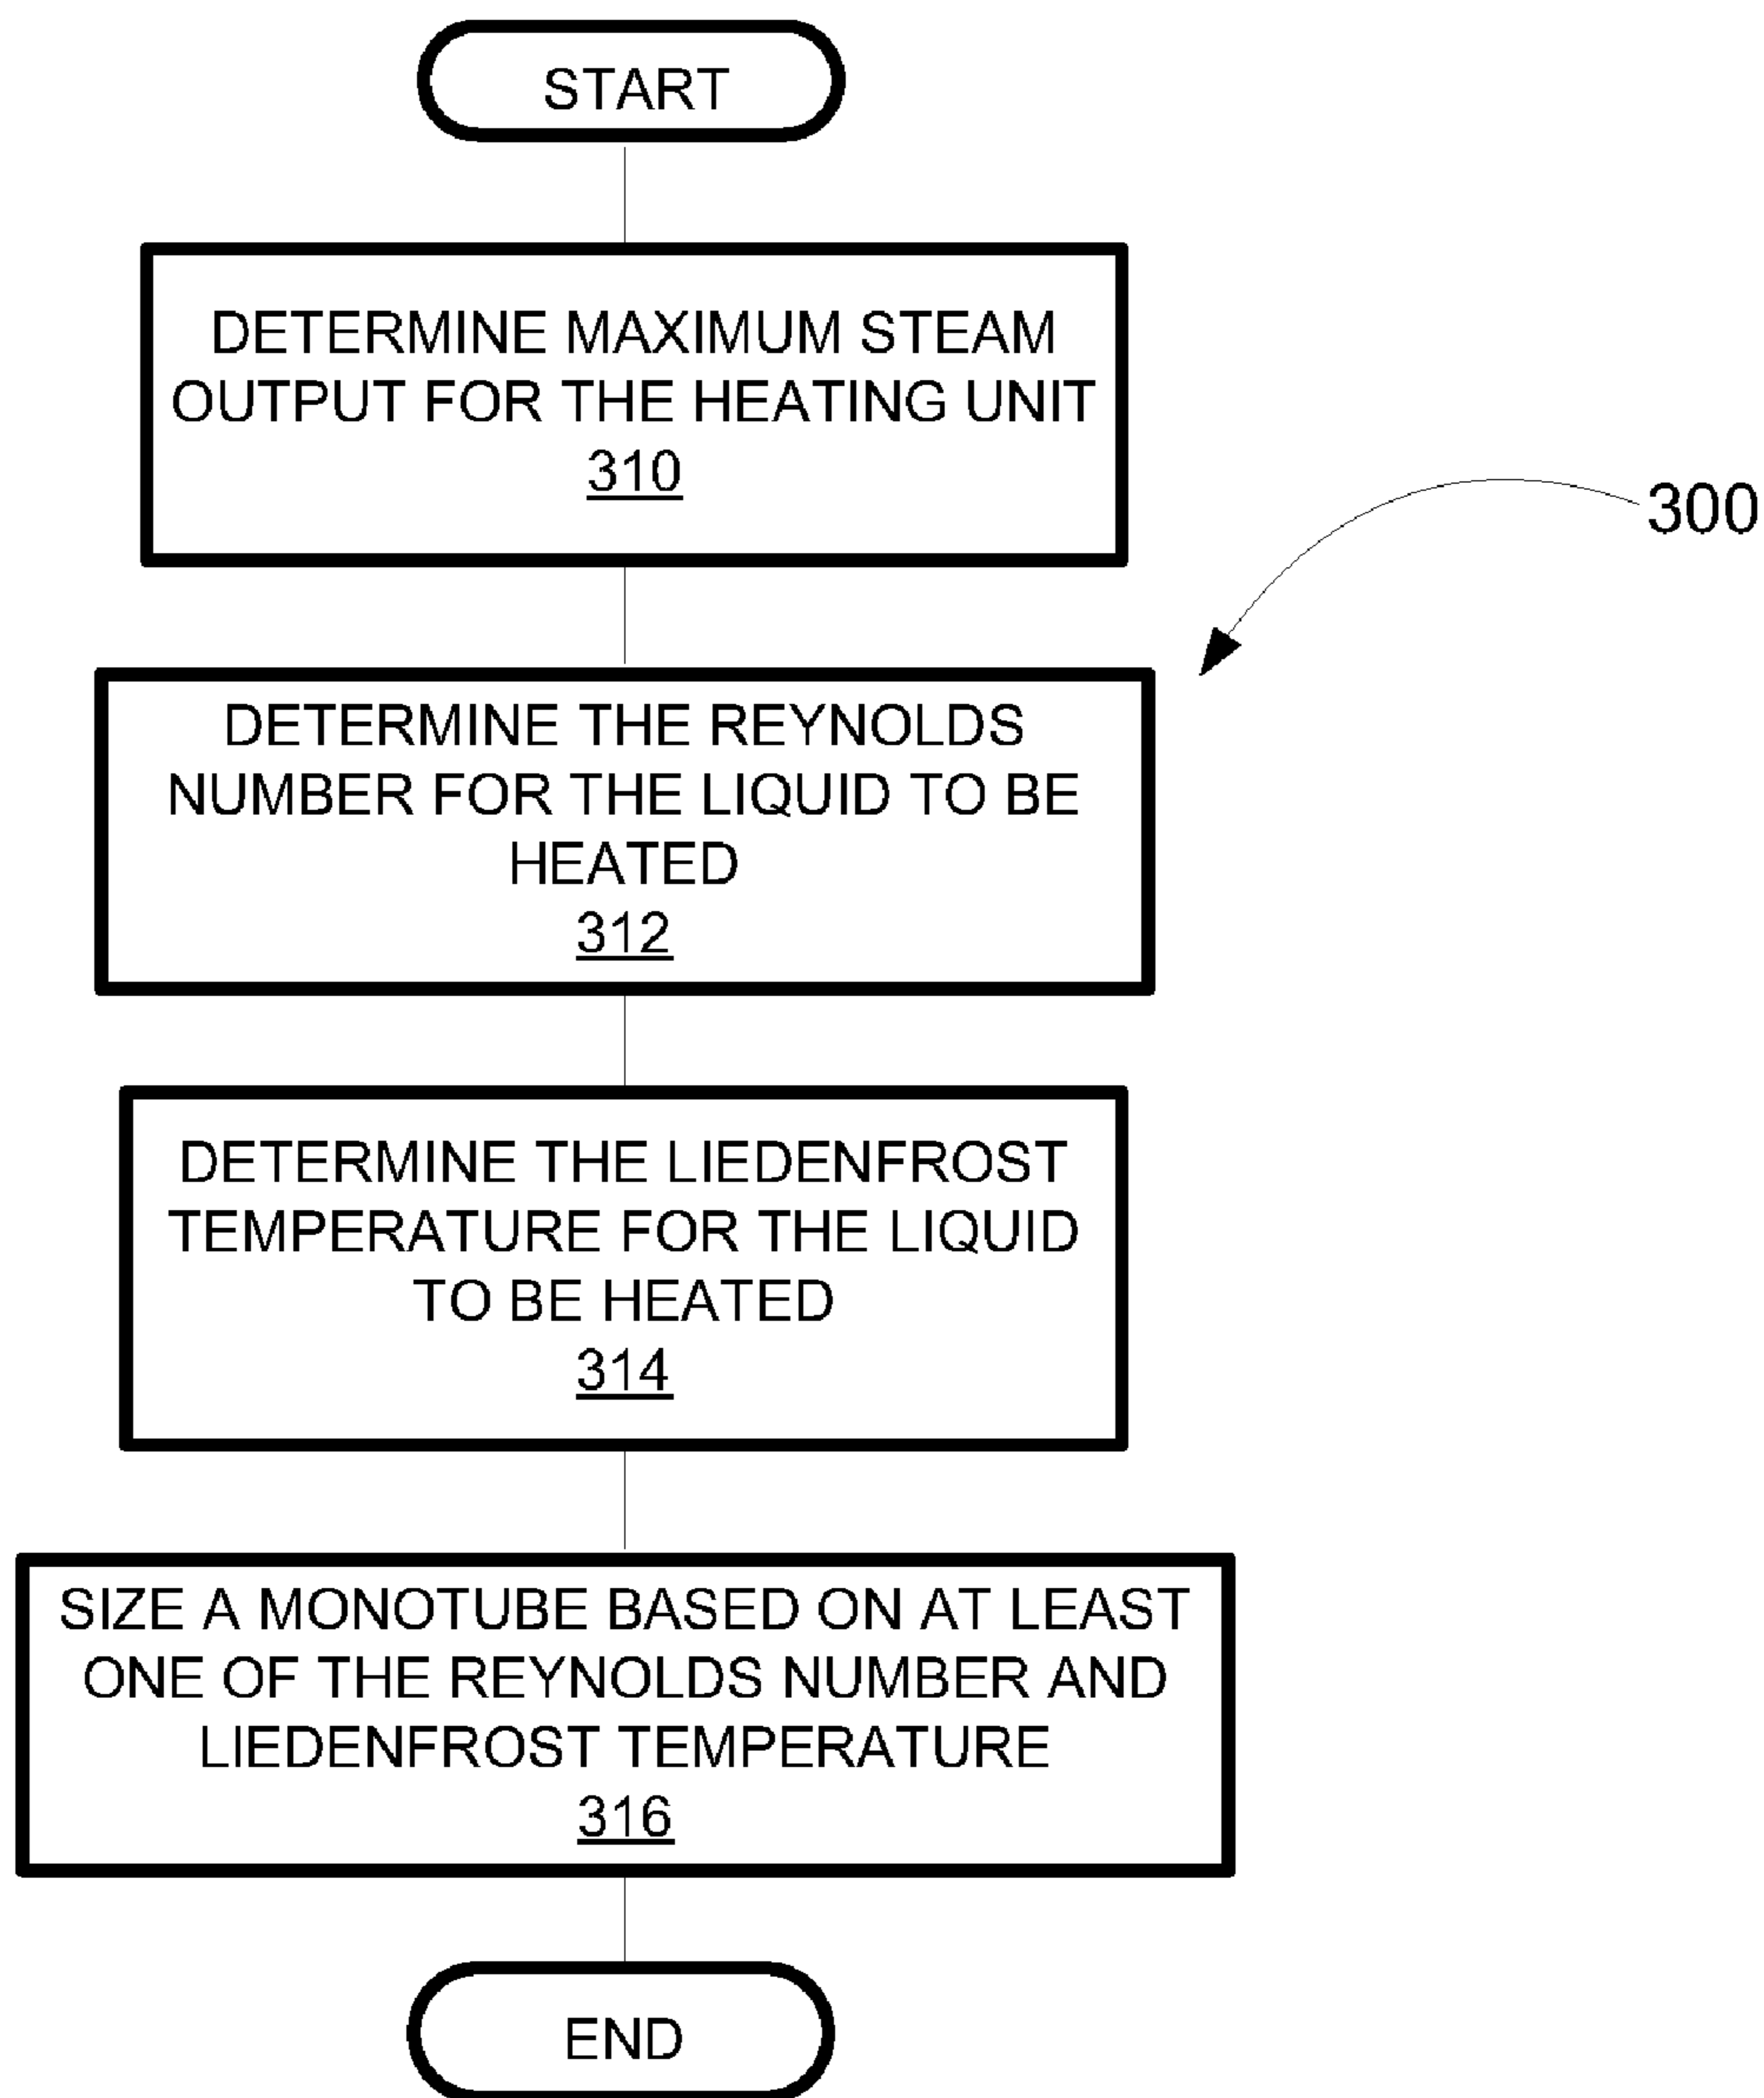 START
DETERMINE MAXIMUM STEAM
OUTPUT FOR THE HEATING UNIT
310
300
DETERMINE THE REYNOLDS
NUMBER FOR THE LIQUID TO BE
HEATED
312
DETERMINE THE LIEDENFROST
TEMPERATURE FOR THE LIQUID
TO BE HEATED
314
SIZE A MONOTUBE BASED ON AT LEAST
ONE OF THE REYNOLDS NUMBER AND
LIEDENFROST TEMPERATURE
316
END